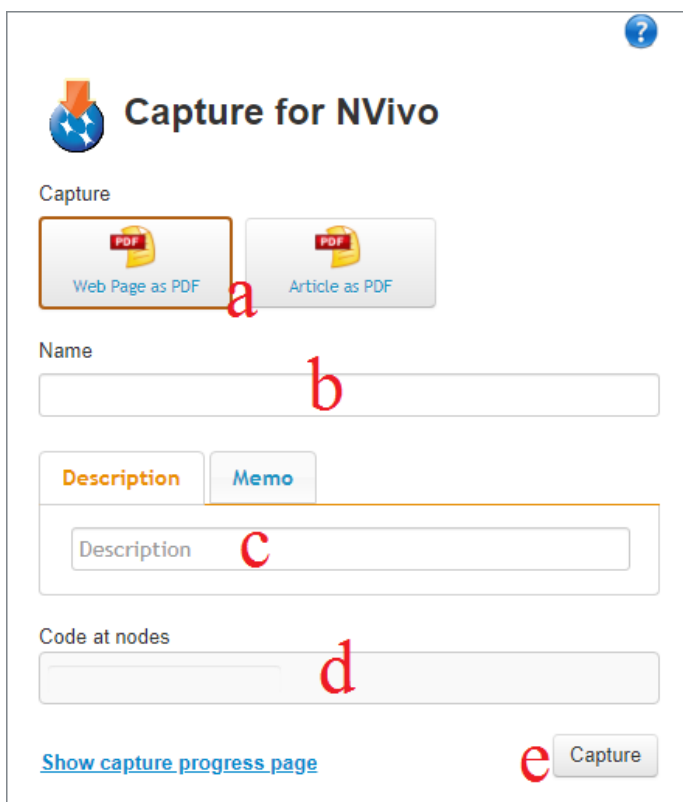 ?
Capture for NVivo
Capture
PDF PDF
Web Page as PDF Article as PDF
a
Name
b
Description Memo
Description c
Code at nodes
d
Show capture progress page e Capture